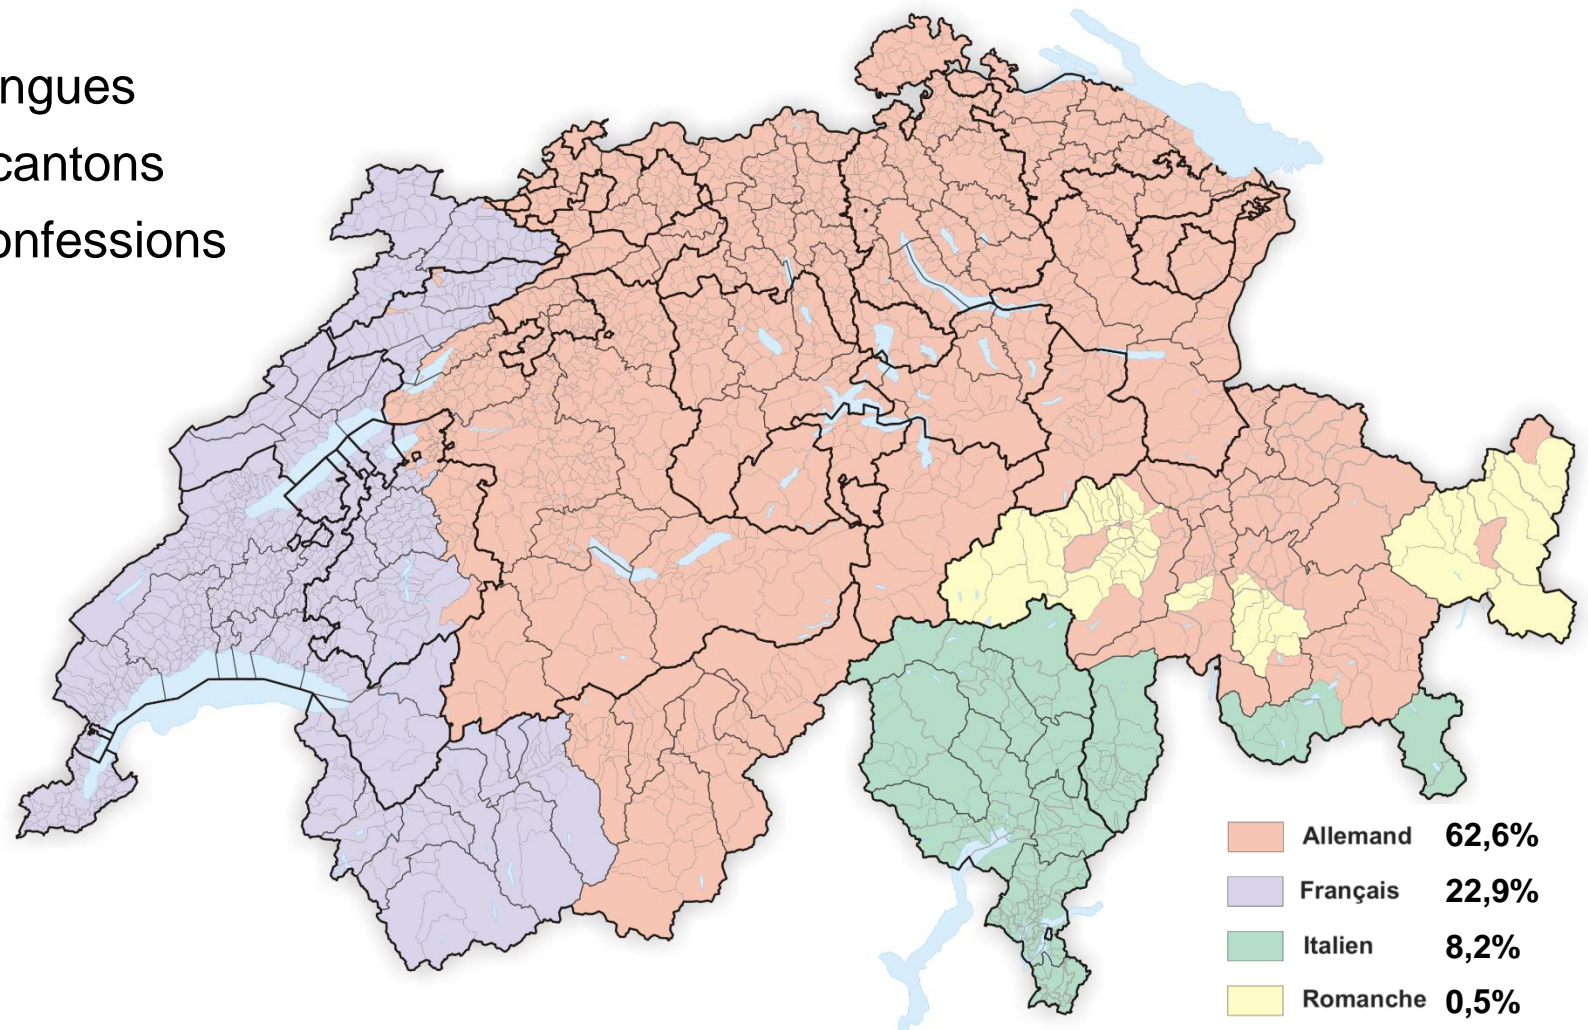 ngues
cantons
onfessions
Allemand 62,6%
Français 22,9%
Italien 8,2%
Romanche 0,5%